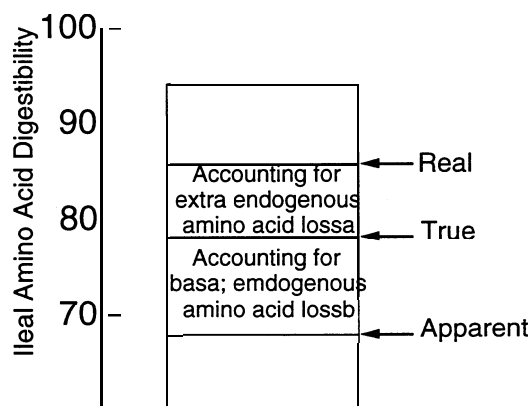 Ileal Amino Acid Digestibility
100
90
80
70
Accounting for
extra endogenous
amino acid lossa
Accounting for
basa; emdogenous
amino acid lossb
Real
True
Apparent